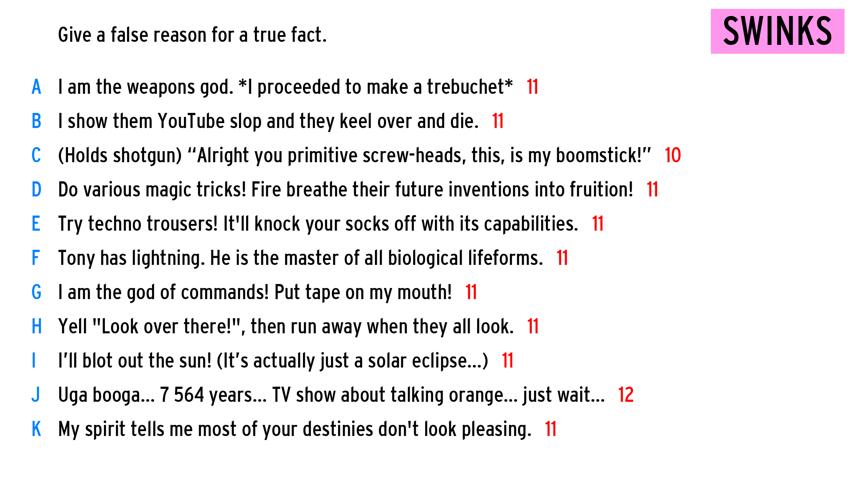 Give a false reason for a true fact.
SWINKS
A I am the weapons god. *I proceeded to make a trebuchet* 11
B I show them YouTube slop and they keel over and die. 11
C (Holds shotgun) “Alright you primitive screw-heads, this, is my boomstick!” 10
D Do various magic tricks! Fire breathe their future inventions into fruition! 11
E Try techno trousers! It'll knock your socks off with its capabilities. 11
F Tony has lightning. He is the master of all biological lifeforms. 11
G I am the god of commands! Put tape on my mouth! 11
H Yell "Look over there!", then run away when they all look. 11
I I’ll blot out the sun! (It’s actually just a solar eclipse...) 11
J Uga booga... 7 564 years... TV show about talking orange... just wait... 12
K My spirit tells me most of your destinies don't look pleasing. 11